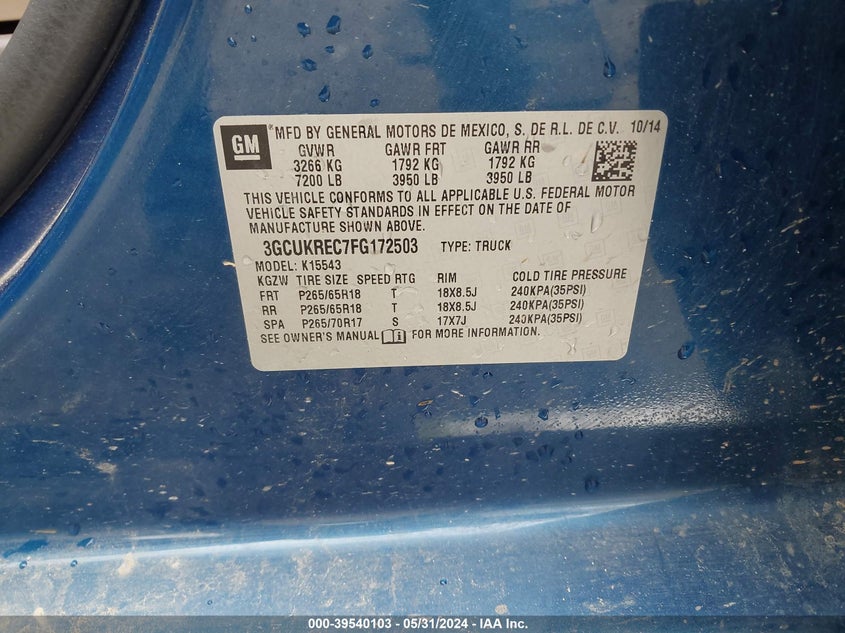 GM
*MFD BY GENERAL MOTORS DE MEXICO, S. DE R.L. DE C.V. 10/14
GVWR GAWR FRT GAWR RR
3266 KG 1792 KG 1792 KG
7200 LB 3950 LB 3950 LB
THIS VEHICLE CONFORMS TO ALL APPLICABLE U.S. FEDERAL MOTOR
VEHICLE SAFETY STANDARDS IN EFFECT ON THE DATE OF
MANUFACTURE SHOWN ABOVE.
3GCUKREC7FG172503 TYPE: TRUCK
MODEL: K15543
KGZW TIRE SIZE SPEED RTG RIM COLD TIRE PRESSURE
FRT P265/65R18 T 18X8.5J 240KPA(35PSI)
RR P265/65R18 T 18X8.5J 240KPA(35PSI)
SPA P265/70R17 S 17X7J 240KPA(35PSI)
SEE OWNER'S MANUAL FOR MORE INFORMATION.
000-39540103 - 05/31/2024 - IAA Inc.